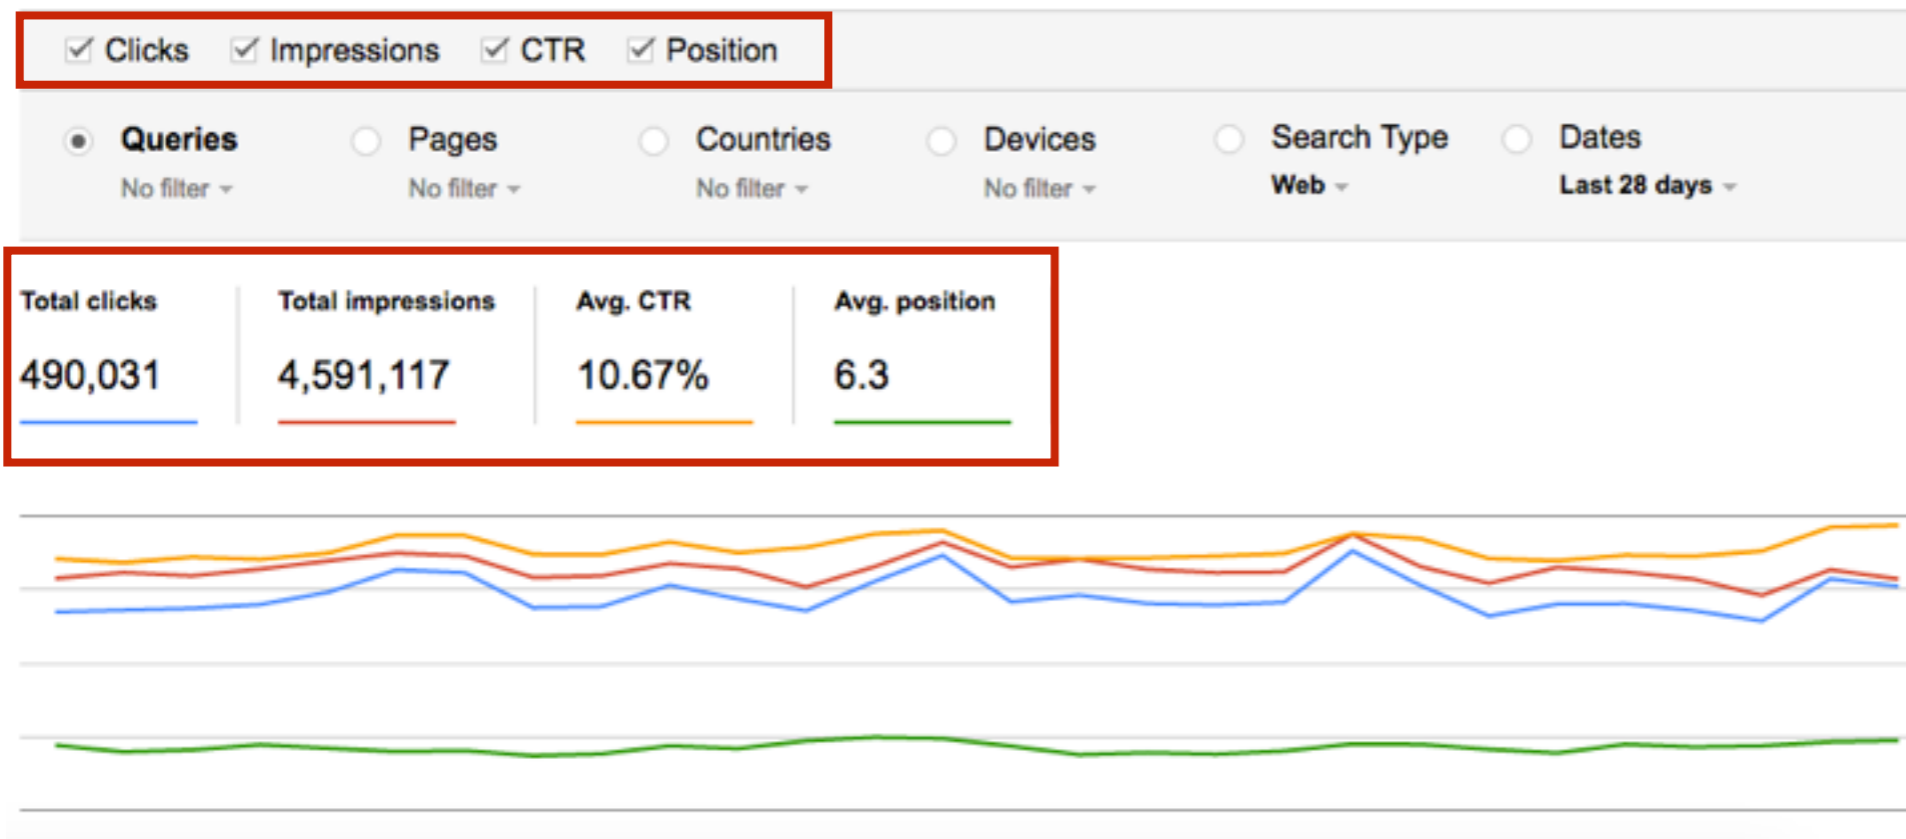 Clicks Impressions CTR Position
Queries Pages Countries Devices Search Type Dates
No filter No filter No filter No filter Web Last 28 days
Total clicks Total impressions Avg. CTR Avg. position
490,031 4,591,117 10.67% 6.3